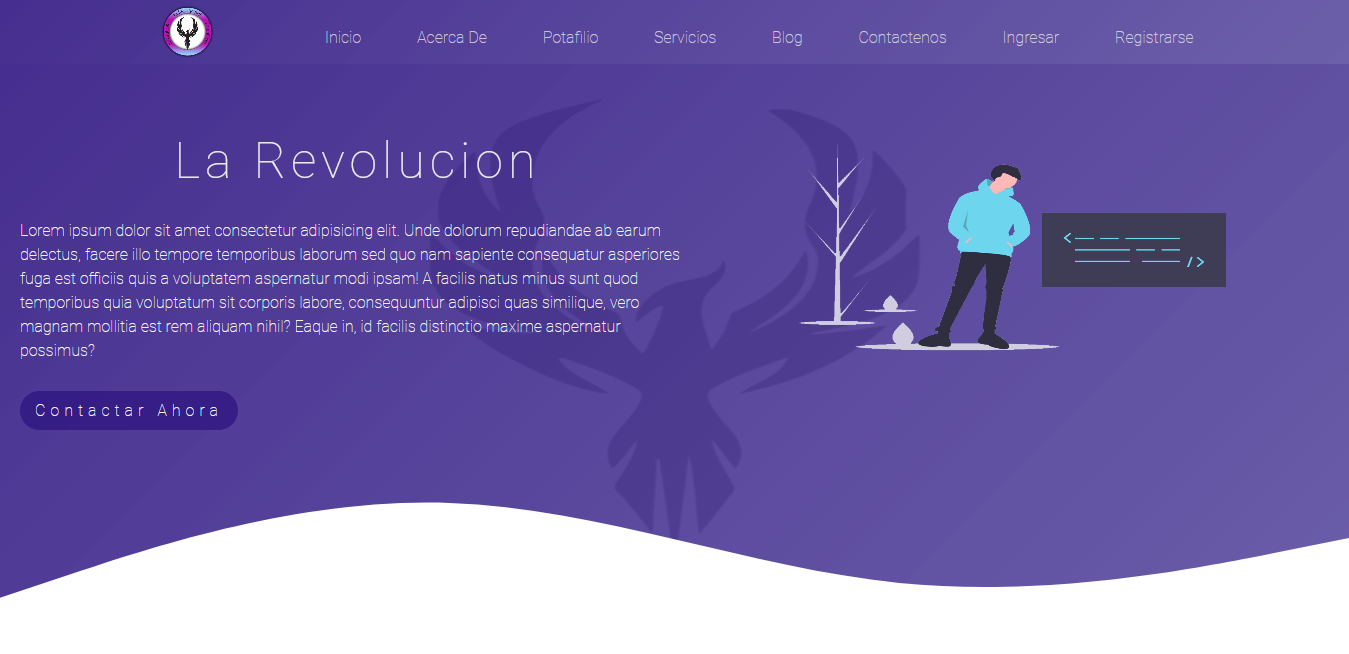 Inicio Acerca De Potafilio Servicios Blog Contactenos Ingresar Registrarse
La Revolucion
Lorem ipsum dolor sit amet consectetur adipisicing elit. Unde dolorum repudiandae ab earum
delectus, facere illo tempore temporibus laborum sed quo nam sapiente consequatur asperiores
fuga est officiis quis a voluptatem aspernatur modi ipsam! A facilis natus minus sunt quod
temporibus quia voluptatum sit corporis labore, consequuntur adipisci quas similique, vero
magnam mollitia est rem aliquam nihil? Eaque in, id facilis distinctio maxime aspernatur
possimus?
Contactar Ahora